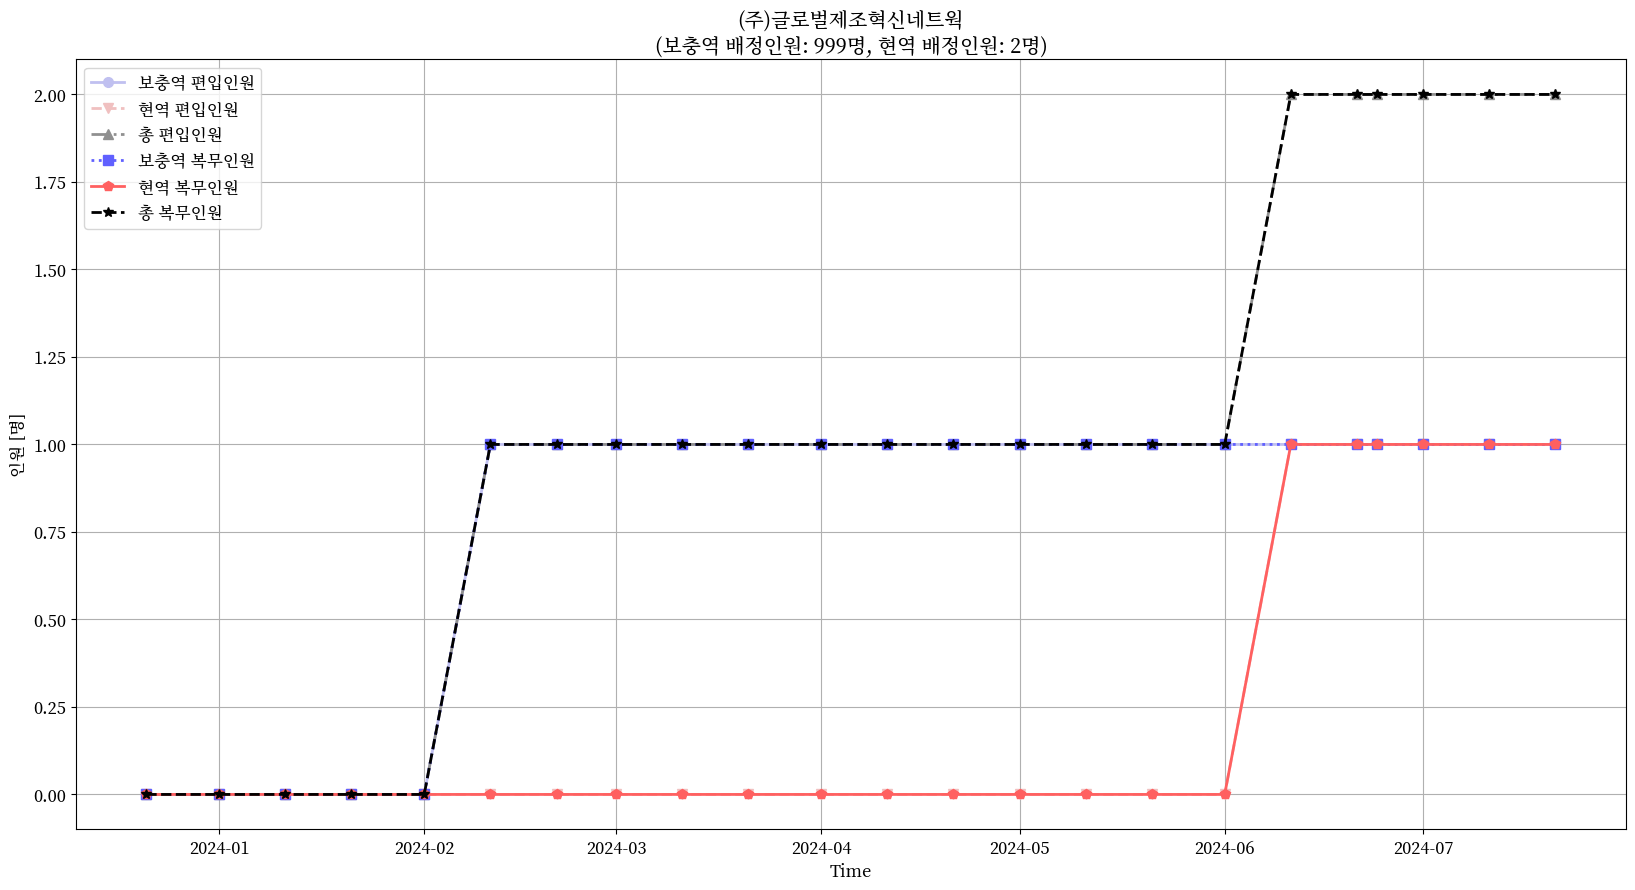 (주)글로벌제조혁신네트웍
(보충역 배정인원: 999명, 현역 배정인원: 2명)
보충역 편입인원
현역 편입인원
총 편입인원
보충역 복무인원
현역 복무인원
총 복무인원
2.00
1.75
1.50
1.25
1.00
0.75
0.50
0.25
0.00
인원 [명]
2024-01
2024-02
2024-03
2024-04
2024-05
2024-06
2024-07
Time